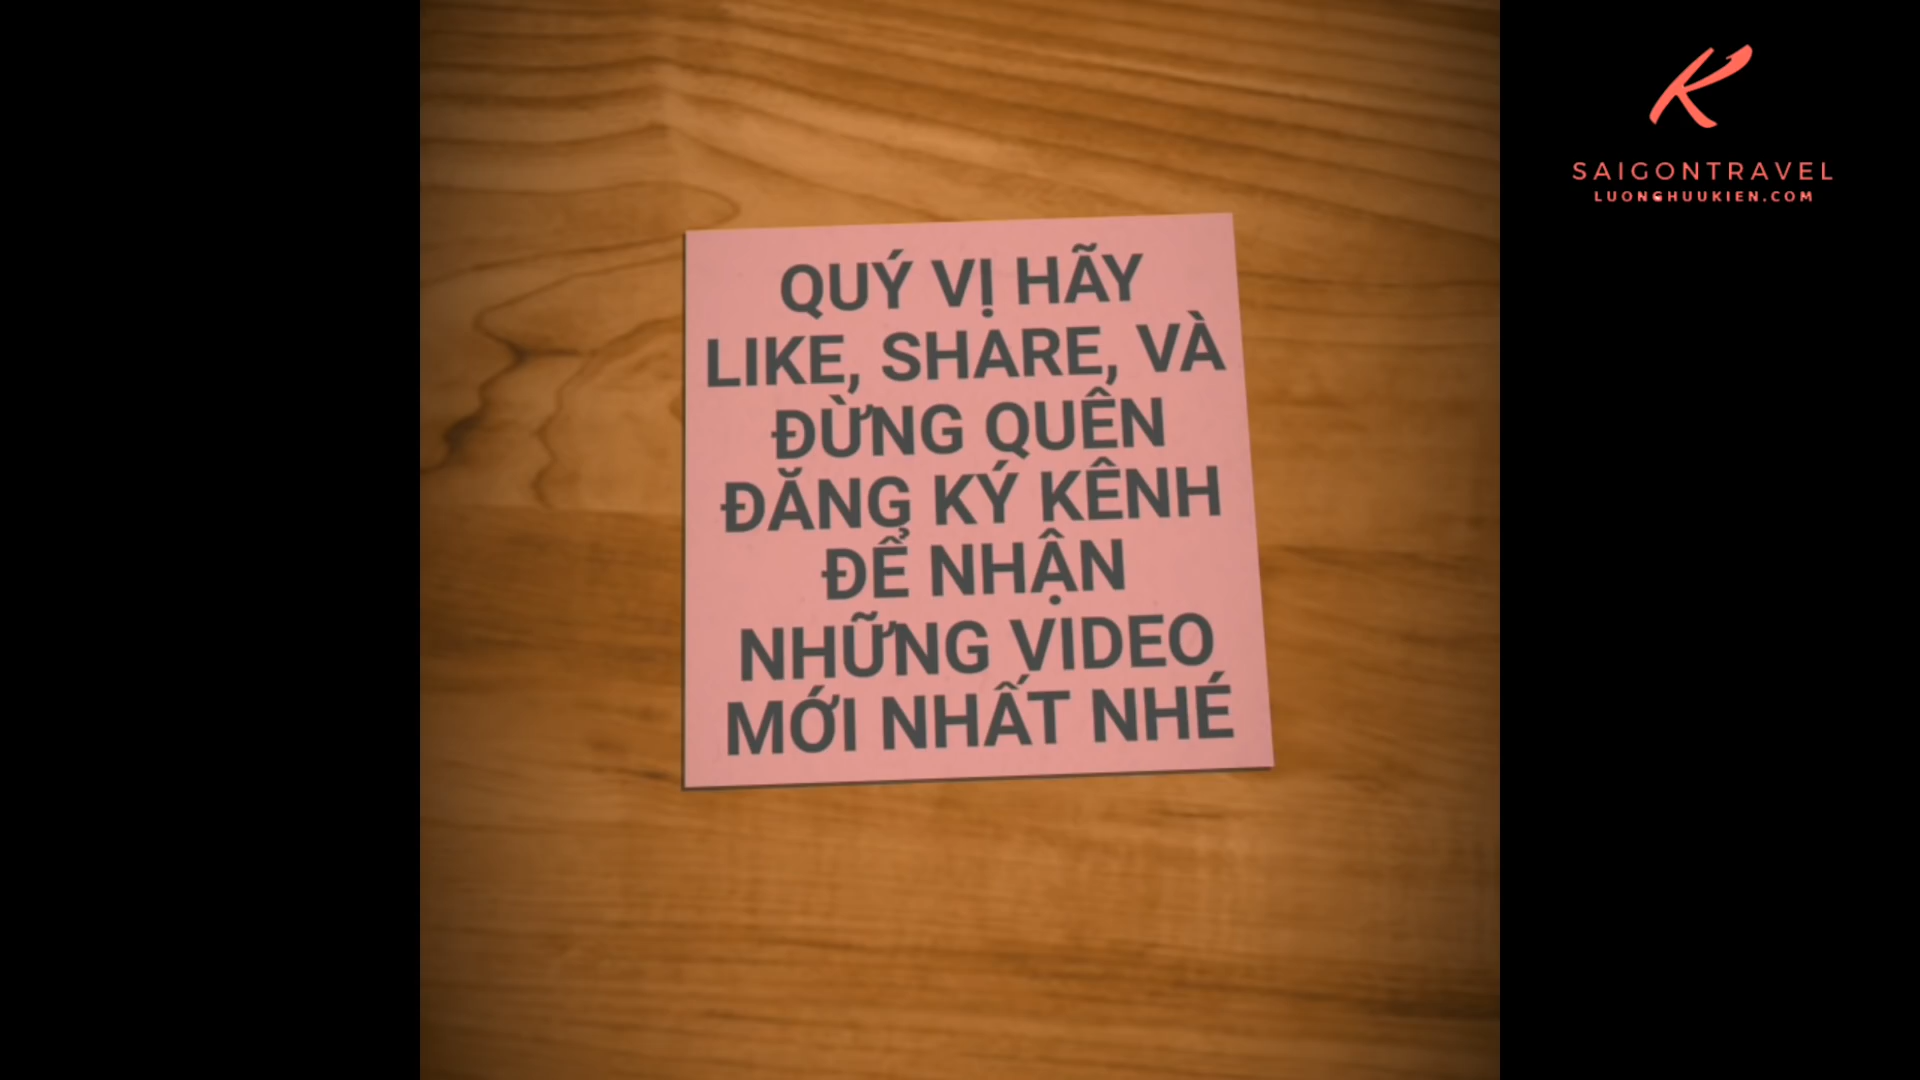 QUÝ VỊ HÃY
LIKE, SHARE, VÀ
ĐỪNG QUÊN
ĐĂNG KÝ KÊNH
ĐỂ NHẬN
NHỮNG VIDEO
MỚI NHẤT NHÉ
SAIGONTRAVEL
LUONGHUUKIEN.COM